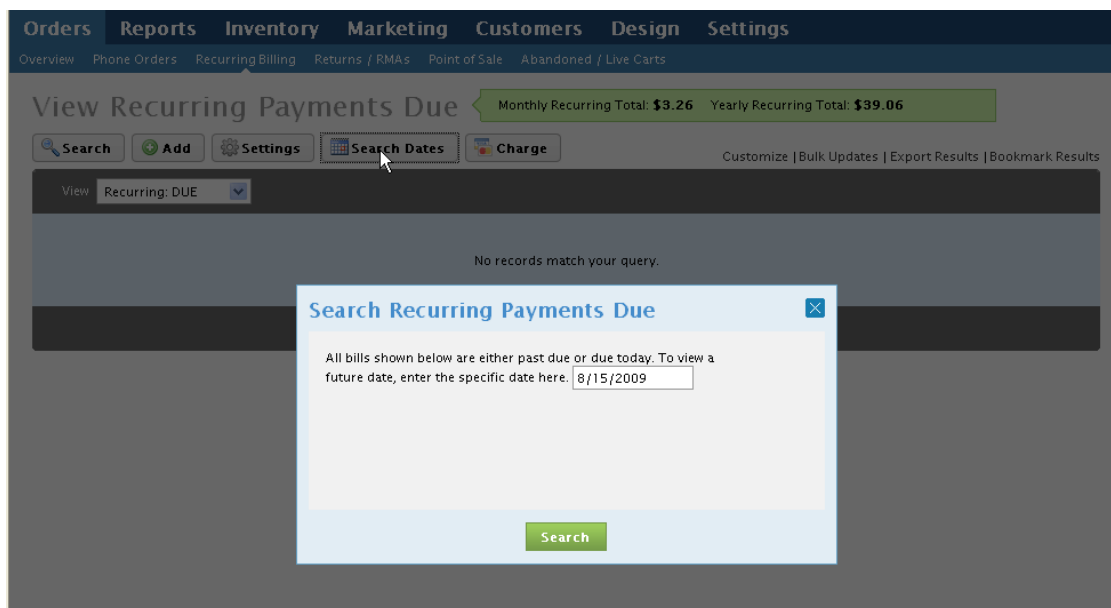 Orders Reports Inventory Marketing Customers Design Settings
Overview Phone Orders Recurring Billing Returns / RMAs Point of Sale Abandoned / Live Carts
View Recurring Payments Due Monthly Recurring Total: $3.26 Yearly Recurring Total: $39.06
Search Add Settings Search Dates Charge
Customize | Bulk Updates | Export Results | Bookmark Results
View Recurring: DUE
No records match your query.
Search Recurring Payments Due
All bills shown below are either past due or due today. To view a
future date, enter the specific date here. 8/15/2009
Search